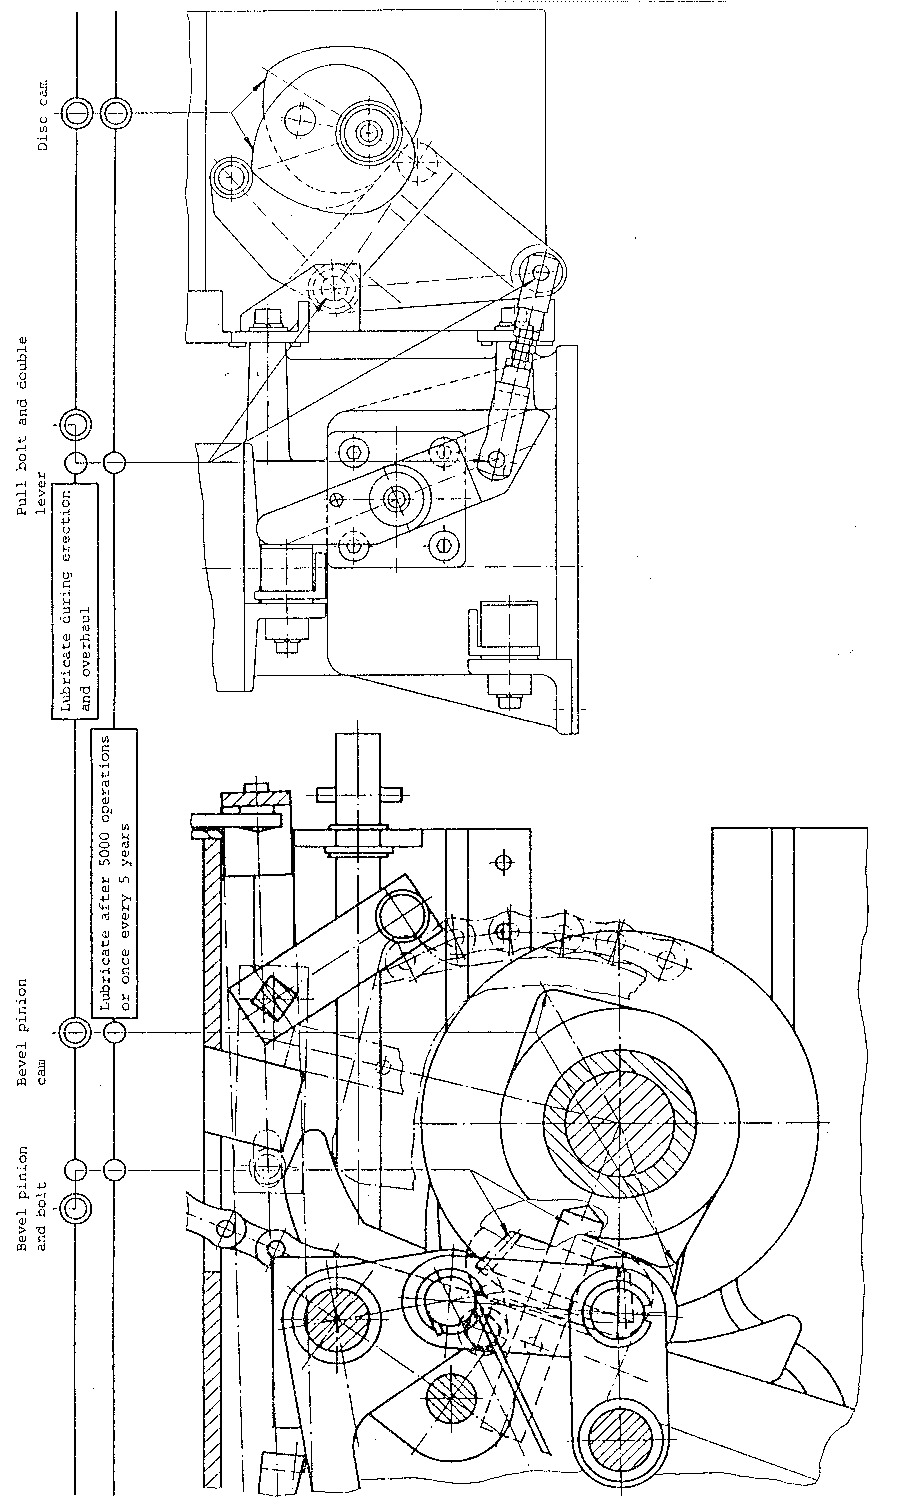 Bevel pinion
and bolt
Bevel pinion
cam
Lubricate after 5000 operations
or once every 5 years
Lubricate during erection
and overhaul
Pull bolt and double
lever
Disc cam